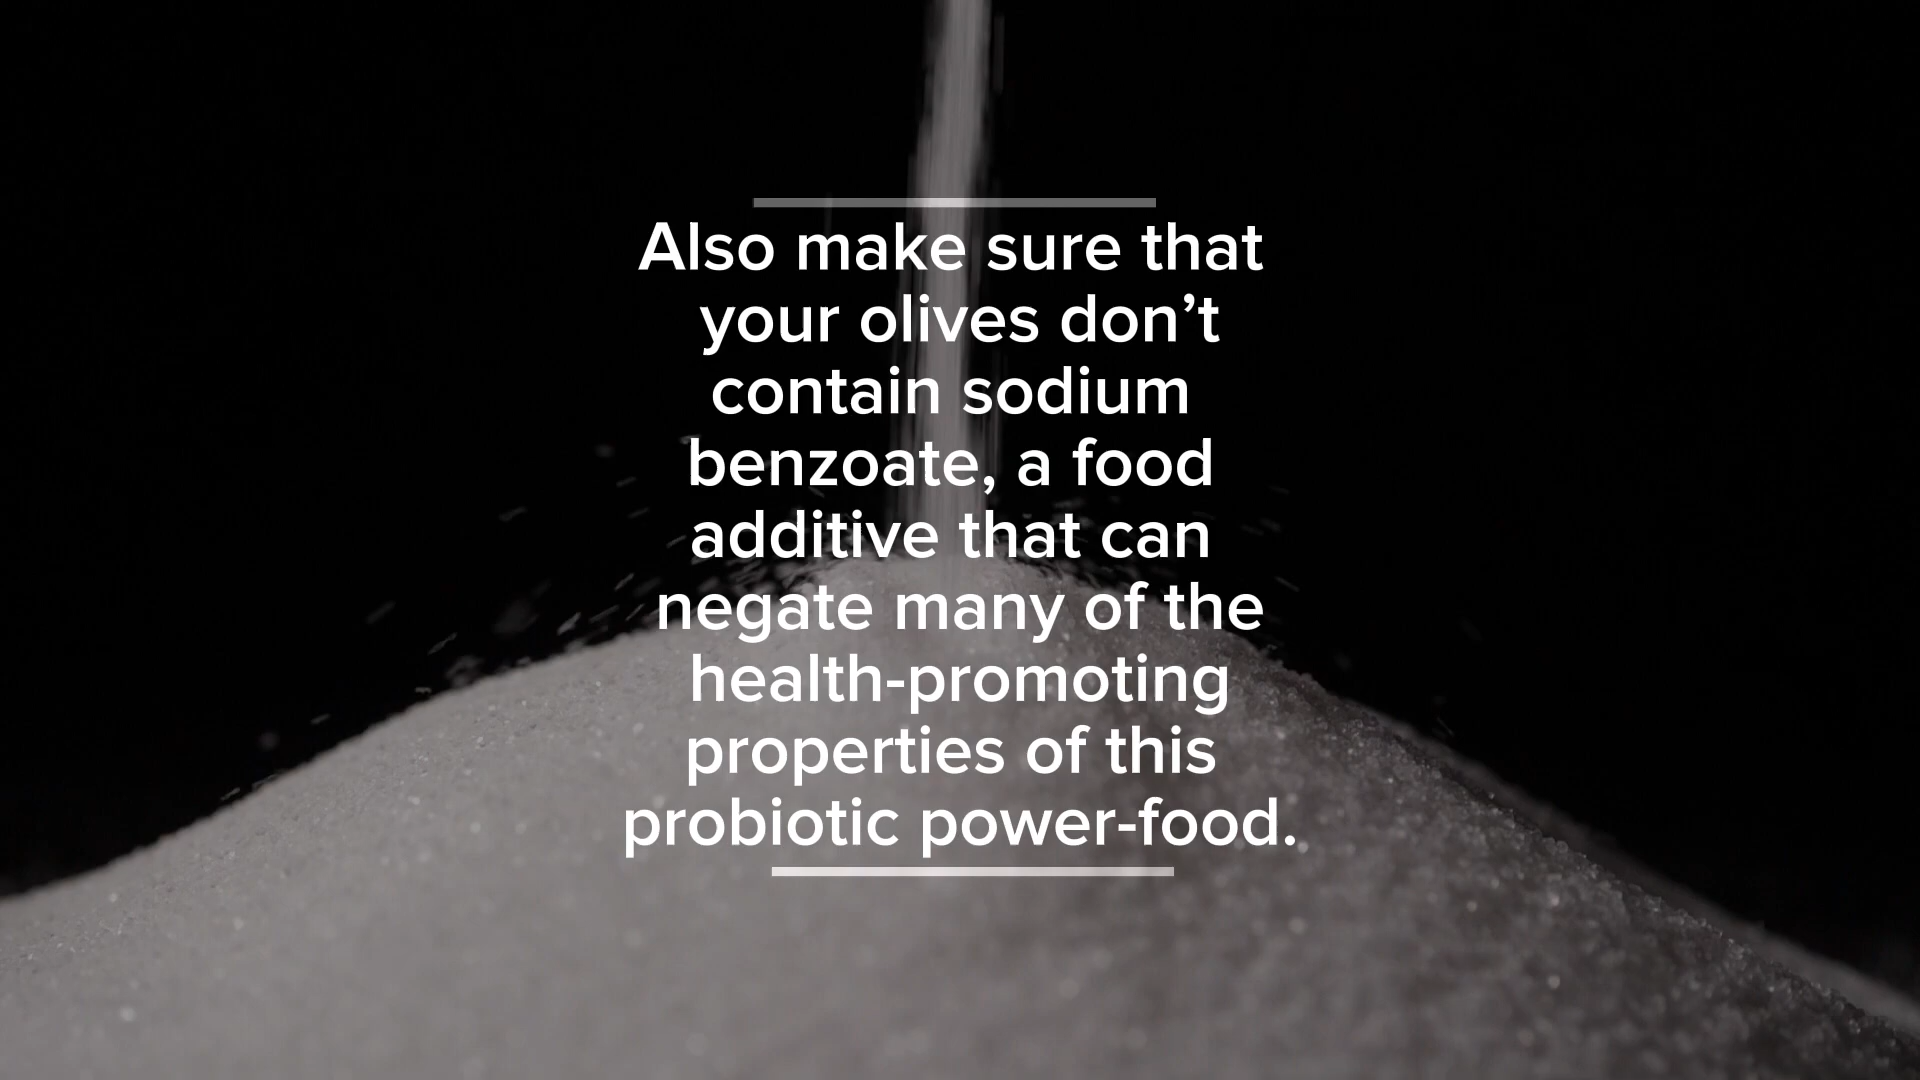 Also make sure that
your olives don’t
contain sodium
benzoate, a food
additive that can
negate many of the
health-promoting
properties of this
probiotic power-food.